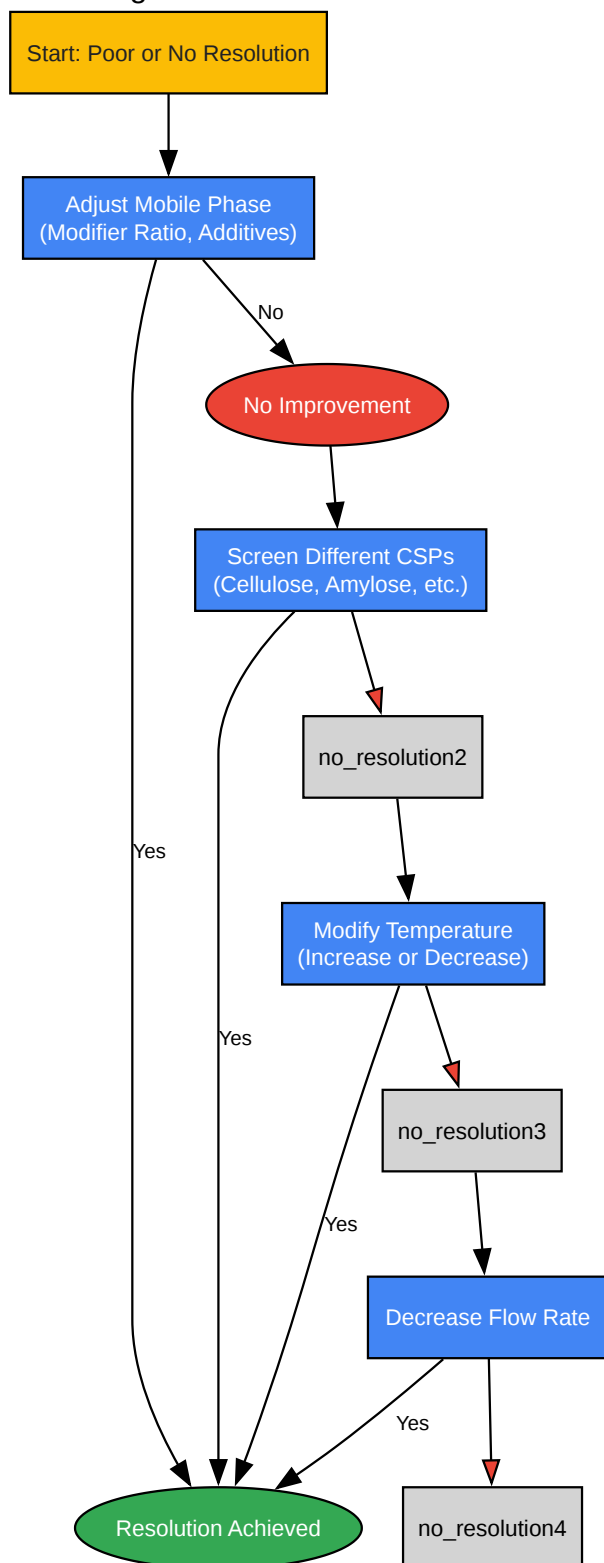 Start: Poor or No Resolution
Adjust Mobile Phase
(Modifier Ratio, Additives)
No
No Improvement
Screen Different CSPs
(Cellulose, Amylose, etc.)
no_resolution2
Yes
Modify Temperature
(Increase or Decrease)
Yes
no_resolution3
Yes
Decrease Flow Rate
Yes
Resolution Achieved
no_resolution4